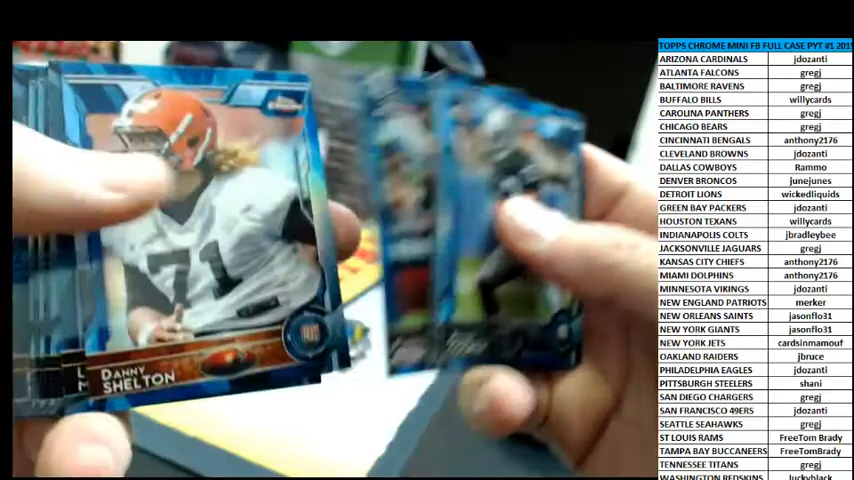 DANNY
SHELTON
71
TOPPS CHROME MINI FB FULL CASE PYT #1 2015
ARIZONA CARDINALS jdozanti
ATLANTA FALCONS gregj
BALTIMORE RAVENS gregj
BUFFALO BILLS willycards
CAROLINA PANTHERS gregj
CHICAGO BEARS gregj
CINCINNATI BENGALS anthony2176
CLEVELAND BROWNS jdozanti
DALLAS COWBOYS Rammo
DENVER BRONCOS junejunes
DETROIT LIONS wickedliquids
GREEN BAY PACKERS jdozanti
HOUSTON TEXANS willycards
INDIANAPOLIS COLTS jbradleybee
JACKSONVILLE JAGUARS gregj
KANSAS CITY CHIEFS anthony2176
MIAMI DOLPHINS anthony2176
MINNESOTA VIKINGS jdozanti
NEW ENGLAND PATRIOTS merker
NEW ORLEANS SAINTS jasonflo31
NEW YORK GIANTS jasonflo31
NEW YORK JETS cardsinmamouf
OAKLAND RAIDERS jbruce
PHILADELPHIA EAGLES jdozanti
PITTSBURGH STEELERS shani
SAN DIEGO CHARGERS gregj
SAN FRANCISCO 49ERS jdozanti
SEATTLE SEAHAWKS gregj
ST LOUIS RAMS FreeTom Brady
TAMPA BAY BUCCANEERS FreeTomBrady
TENNESSEE TITANS gregj
WASHINGTON REDSKINS luckyblack